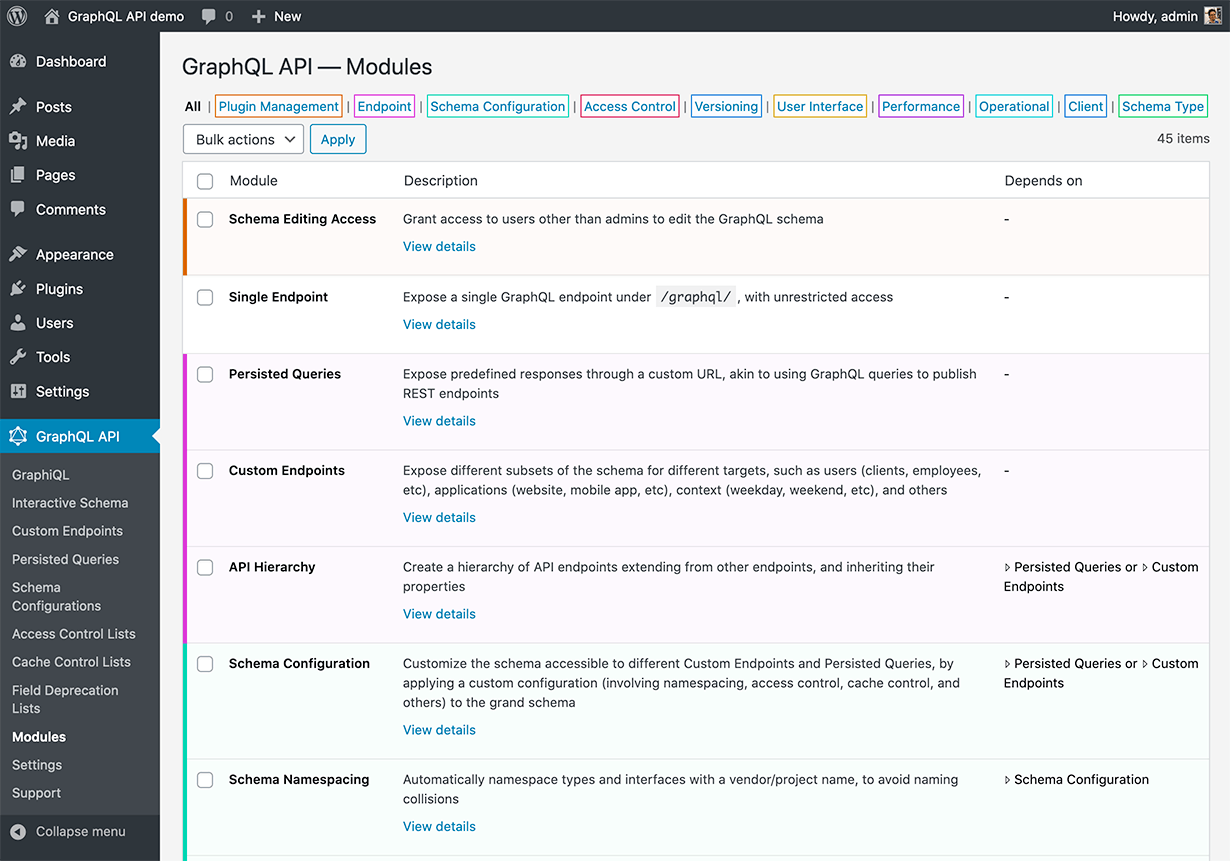 GraphQL API demo 0 New Howdy, admin
Dashboard
Posts
Media
Pages
Comments
Appearance
Plugins
Users
Tools
Settings
GraphQL API
GraphiQL
Interactive Schema
Custom Endpoints
Persisted Queries
Schema
Configurations
Access Control Lists
Cache Control Lists
Field Deprecation
Lists
Modules
Settings
Support
Collapse menu
GraphQL API — Modules
All | Plugin Management | Endpoint | Schema Configuration | Access Control | Versioning | User Interface | Performance | Operational | Client | Schema Type
Bulk actions Apply 45 items
Module Description Depends on
Schema Editing Access Grant access to users other than admins to edit the GraphQL schema -
View details
Single Endpoint Expose a single GraphQL endpoint under /graphql/ , with unrestricted access -
View details
Persisted Queries Expose predefined responses through a custom URL, akin to using GraphQL queries to publish -
REST endpoints
View details
Custom Endpoints Expose different subsets of the schema for different targets, such as users (clients, employees, -
etc), applications (website, mobile app, etc), context (weekday, weekend, etc), and others
View details
API Hierarchy Create a hierarchy of API endpoints extending from other endpoints, and inheriting their ▹ Persisted Queries or ▹ Custom
properties Endpoints
View details
Schema Configuration Customize the schema accessible to different Custom Endpoints and Persisted Queries, by ▹ Persisted Queries or ▹ Custom
applying a custom configuration (involving namespacing, access control, cache control, and Endpoints
others) to the grand schema
View details
Schema Namespacing Automatically namespace types and interfaces with a vendor/project name, to avoid naming ▹ Schema Configuration
collisions
View details